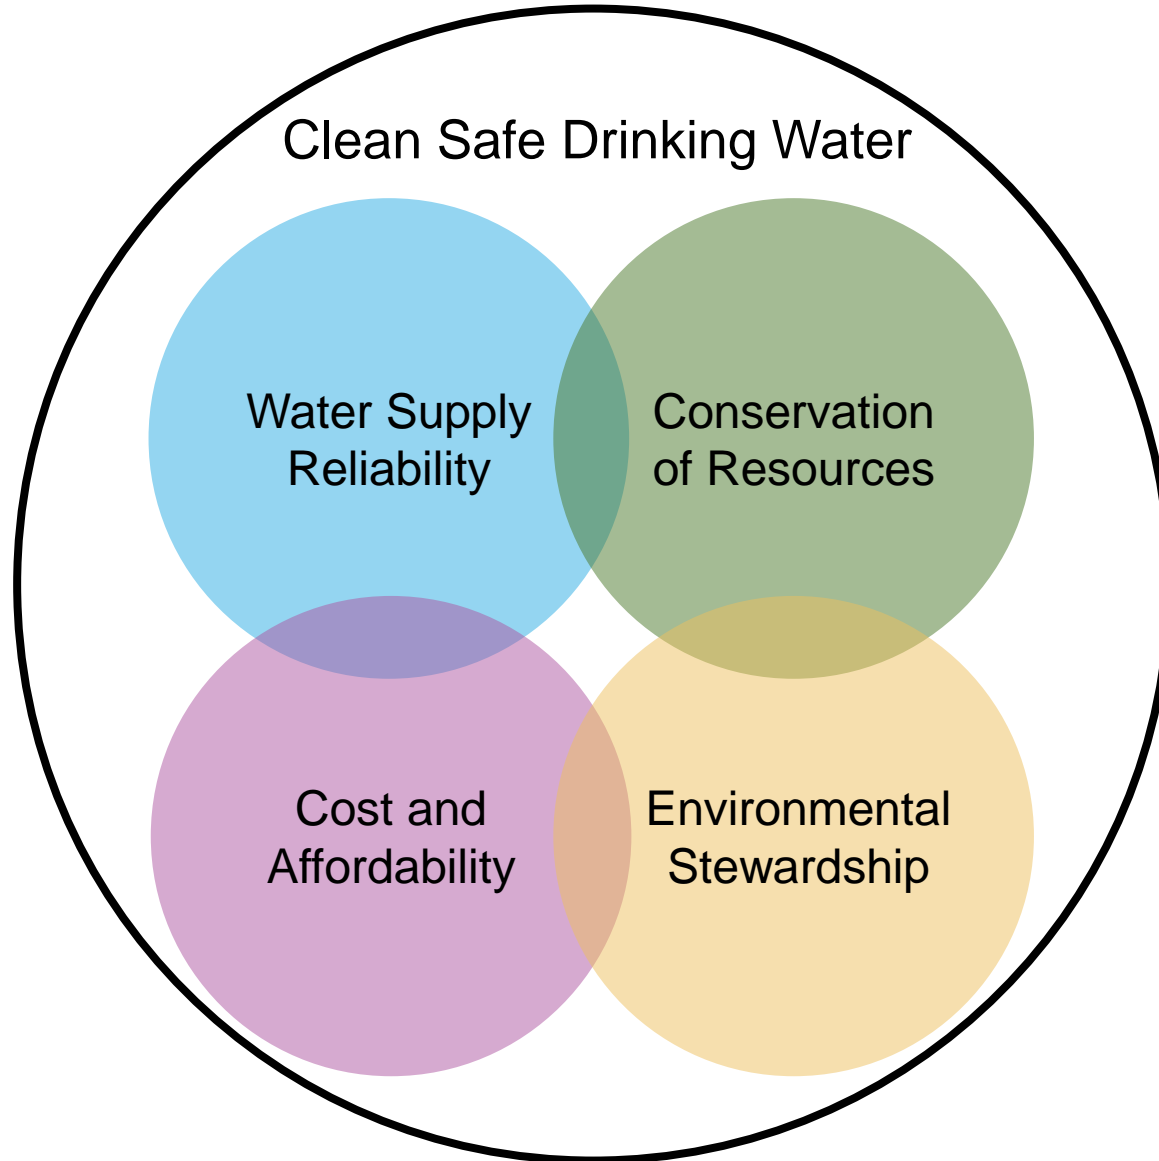 Clean Safe Drinking Water
Water Supply
Reliability
Conservation
of Resources
Cost and
Affordability
Environmental
Stewardship